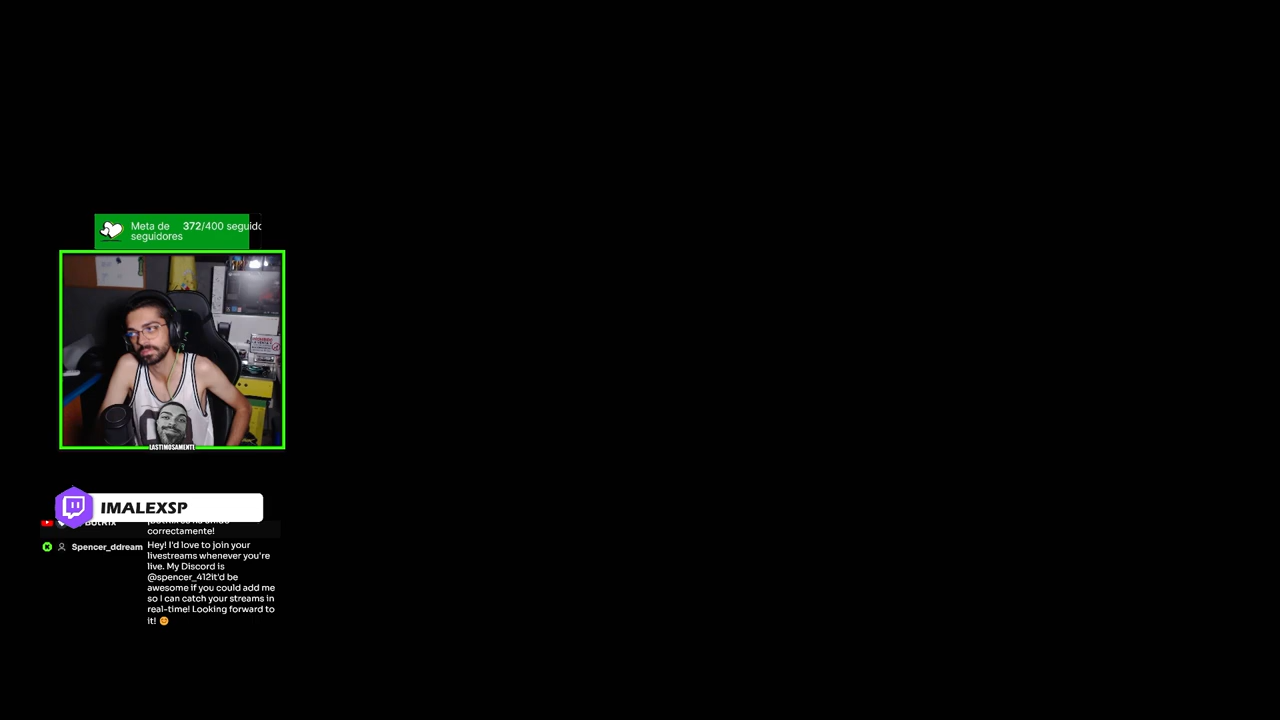 Meta de seguidores
372/400 seguido
LASTIMOSAMENTE
IMALEXSP
BotRix
correctamente!
Spencer_ddream
Hey! I'd love to join your
livestreams whenever you're
live. My Discord is
@spencer_412it'd be
awesome if you could add me
so I can catch your streams in
real-time! Looking forward to
it! 😊